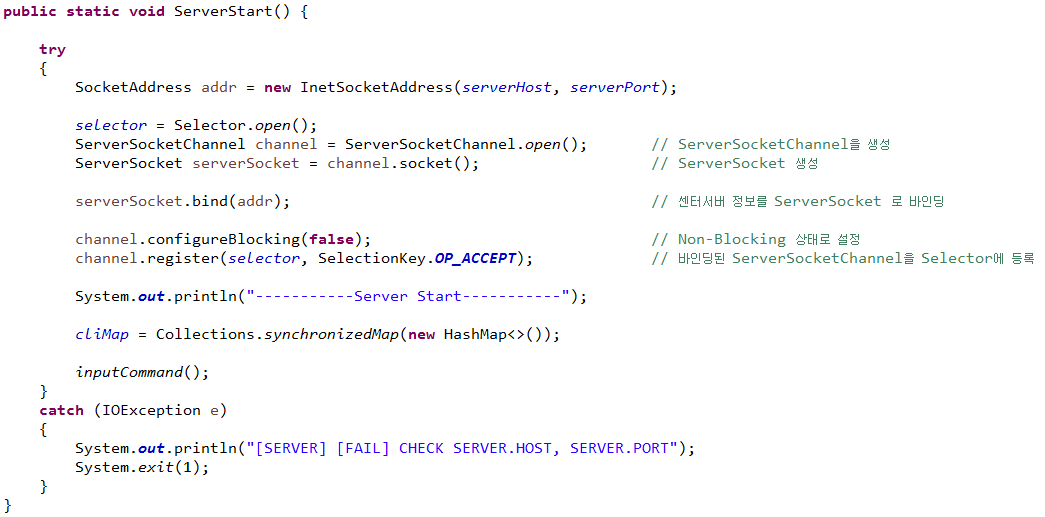 public static void ServerStart() {
try
{
SocketAddress addr = new InetSocketAddress(serverHost, serverPort);
selector = Selector.open();
ServerSocketChannel channel = ServerSocketChannel.open(); // ServerSocketChannel을 생성
ServerSocket serverSocket = channel.socket(); // ServerSocket 생성
serverSocket.bind(addr); // 센터서버 정보를 ServerSocket 로 바인딩
channel.configureBlocking(false); // Non-Blocking 상태로 설정
channel.register(selector, SelectionKey.OP_ACCEPT); // 바인딩된 ServerSocketChannel을 Selector에 등록
System.out.println("-----------Server Start-----------");
cliMap = Collections.synchronizedMap(new HashMap<>());
inputCommand();
}
catch (IOException e)
{
System.out.println("[SERVER] [FAIL] CHECK SERVER.HOST, SERVER.PORT");
System.exit(1);
}
}